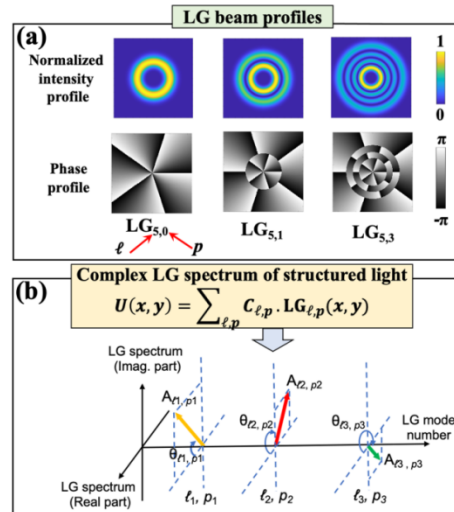 LG beam profiles
(a)
Normalized
intensity
profile
1
0
Phase
profile
π
-π
LG5,0
LG5,1
LG5,3
ℓ
p
(b)
Complex LG spectrum of structured light
U(x, y) = ∑ℓ,p Cℓ,p . LGℓ,p(x, y)
LG spectrum
(Imag. part)
Aℓ1, p1
θℓ1, p1
Aℓ2, p2
θℓ2, p2
θℓ3, p3
LG mode
number
Aℓ3 , p3
LG spectrum
(Real part)
ℓ1, p1
ℓ2, p2
ℓ3, p3